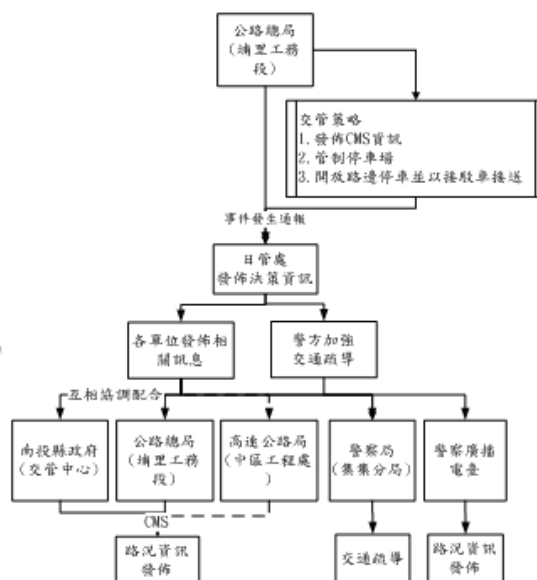 公路總局
(埔里工務
段)
交管策略
1.發佈CMS資訊
2.管制停車場
3.開放路邊停車並以接駁車接送
事件發生通報
日管處
發佈決策資訊
各單位發佈相
關訊息
警方加強
交通疏導
互相協調配合
南投縣政府
(交管中心)
公路總局
(埔里工務
段)
高速公路局
(中區工程處
)
警察局
(集集分局)
警察廣播
電臺
CMS
路況資訊
發佈
交通疏導
路況資訊
發佈